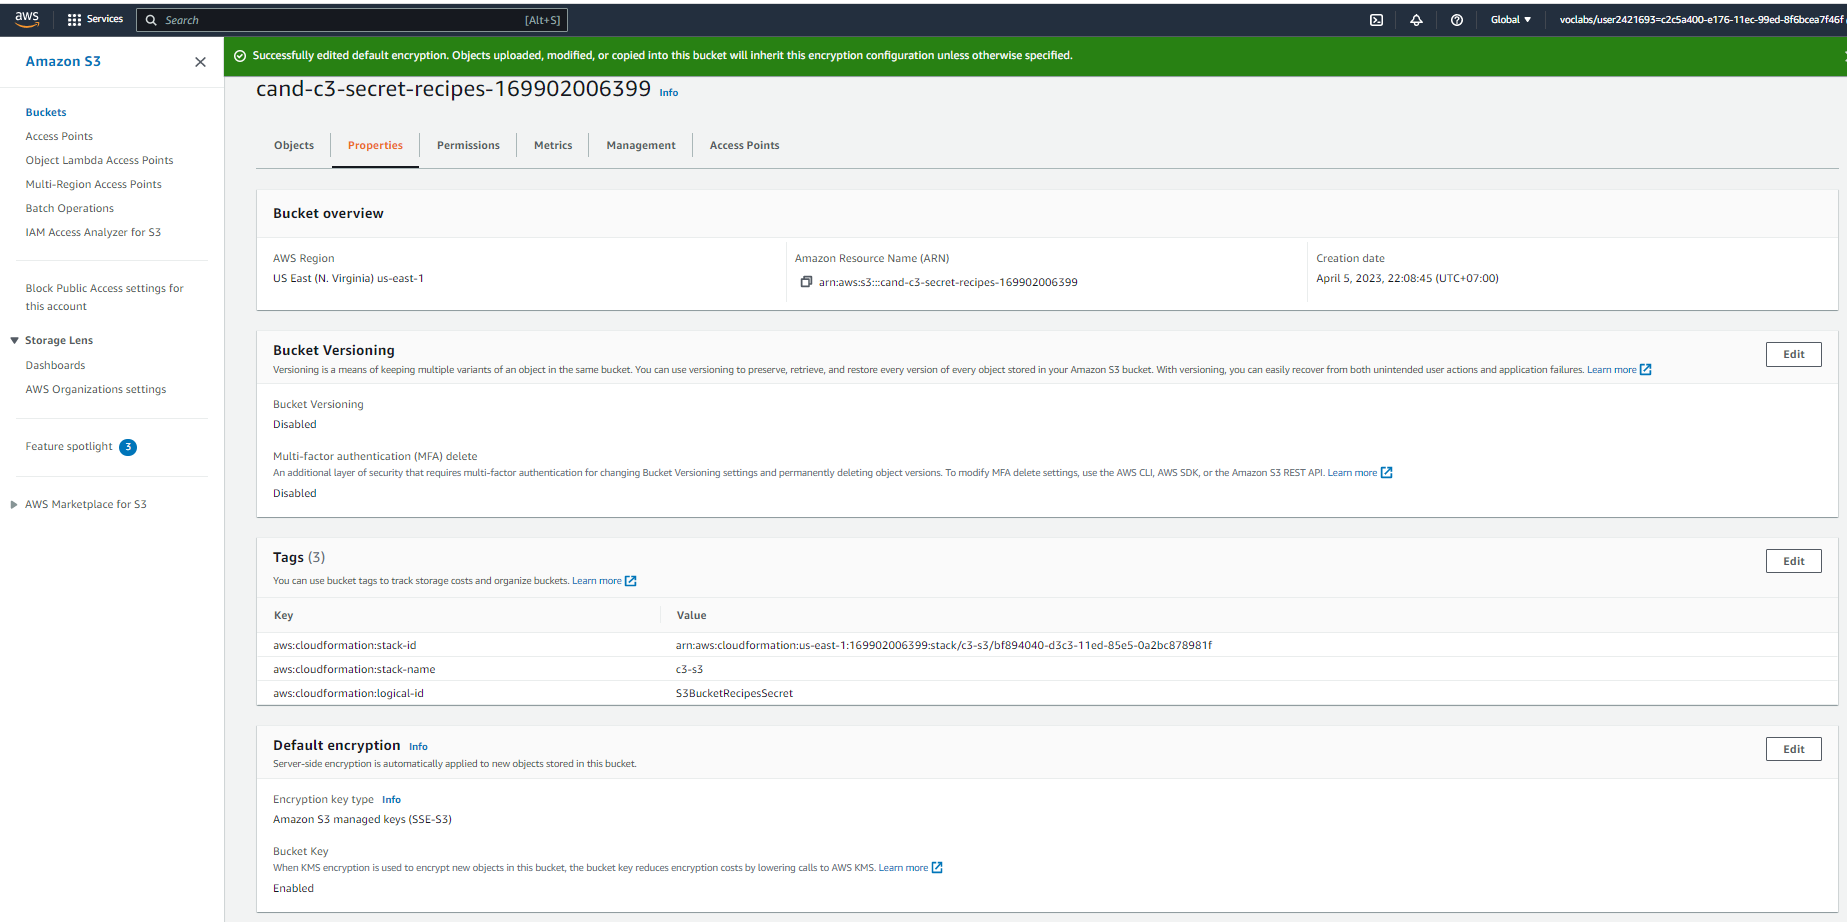 aws
Services
Search
[Alt+S]
Global
voclabs/user2421693=c2c5a400-e176-11ec-99ed-8f6bcea7f46f
Amazon S3
Successfully edited default encryption. Objects uploaded, modified, or copied into this bucket will inherit this encryption configuration unless otherwise specified.
cand-c3-secret-recipes-169902006399 Info
Buckets
Access Points
Object Lambda Access Points
Multi-Region Access Points
Batch Operations
IAM Access Analyzer for S3
Block Public Access settings for
this account
Storage Lens
Dashboards
AWS Organizations settings
Feature spotlight 3
AWS Marketplace for S3
Objects
Properties
Permissions
Metrics
Management
Access Points
Bucket overview
AWS Region
US East (N. Virginia) us-east-1
Amazon Resource Name (ARN)
arn:aws:s3:::cand-c3-secret-recipes-169902006399
Creation date
April 5, 2023, 22:08:45 (UTC+07:00)
Bucket Versioning
Edit
Versioning is a means of keeping multiple variants of an object in the same bucket. You can use versioning to preserve, retrieve, and restore every version of every object stored in your Amazon S3 bucket. With versioning, you can easily recover from both unintended user actions and application failures. Learn more
Bucket Versioning
Disabled
Multi-factor authentication (MFA) delete
An additional layer of security that requires multi-factor authentication for changing Bucket Versioning settings and permanently deleting object versions. To modify MFA delete settings, use the AWS CLI, AWS SDK, or the Amazon S3 REST API. Learn more
Disabled
Tags (3)
Edit
You can use bucket tags to track storage costs and organize buckets. Learn more
Key
Value
aws:cloudformation:stack-id
arn:aws:cloudformation:us-east-1:169902006399:stack/c3-s3/bf894040-d3c3-11ed-85e5-0a2bc878981f
aws:cloudformation:stack-name
c3-s3
aws:cloudformation:logical-id
S3BucketRecipesSecret
Default encryption Info
Edit
Server-side encryption is automatically applied to new objects stored in this bucket.
Encryption key type Info
Amazon S3 managed keys (SSE-S3)
Bucket Key
When KMS encryption is used to encrypt new objects in this bucket, the bucket key reduces encryption costs by lowering calls to AWS KMS. Learn more
Enabled